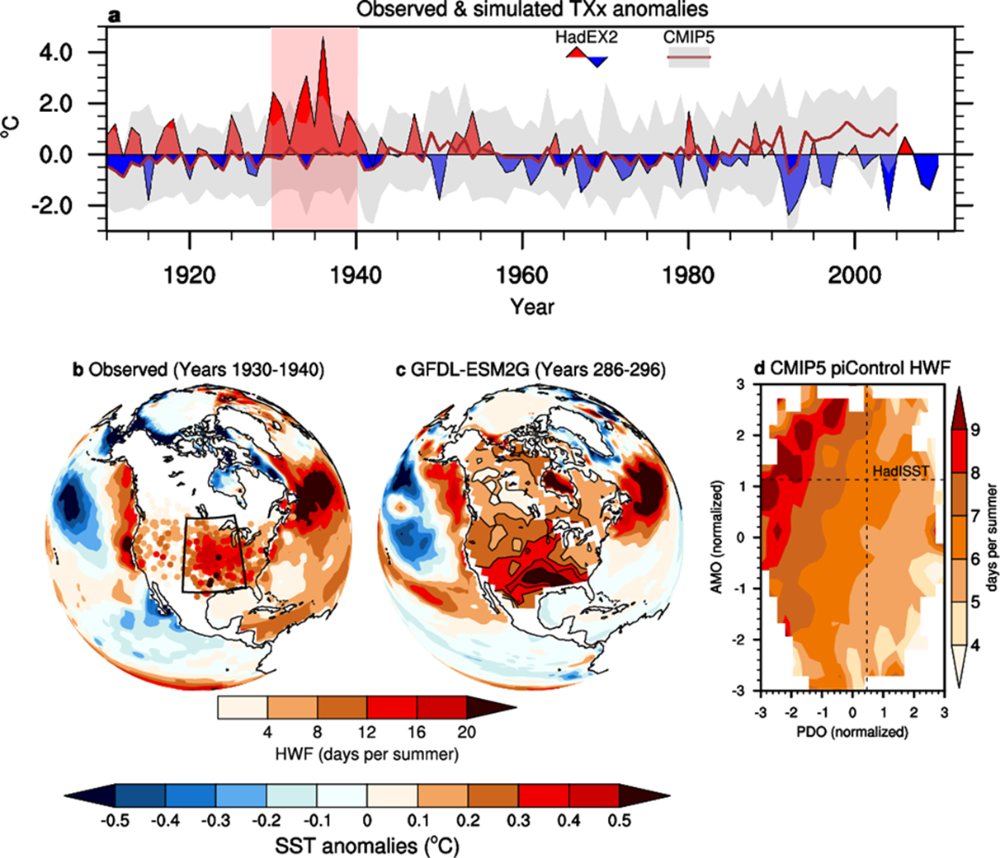 a Observed & simulated TXx anomalies
HadEX2 CMIP5
4.0
2.0
0.0
-2.0
°C
1920 1940 1960 1980 2000
Year
b Observed (Years 1930-1940)
c GFDL-ESM2G (Years 286-296)
d CMIP5 piControl HWF
3
2
1
0
-1
-2
-3
AMO (normalized)
HadISST
-3 -2 -1 0 1 2 3
PDO (normalized)
9
8
7
6
5
4
days per summer
4 8 12 16 20
HWF (days per summer)
-0.5 -0.4 -0.3 -0.2 -0.1 0 0.1 0.2 0.3 0.4 0.5
SST anomalies (°C)